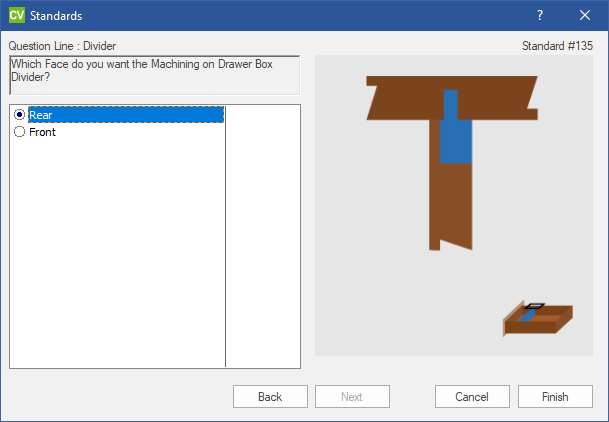 CV Standards ?
Question Line : Divider Standard #135
Which Face do you want the Machining on Drawer Box
Divider?
Rear
Front
Back Next Cancel Finish